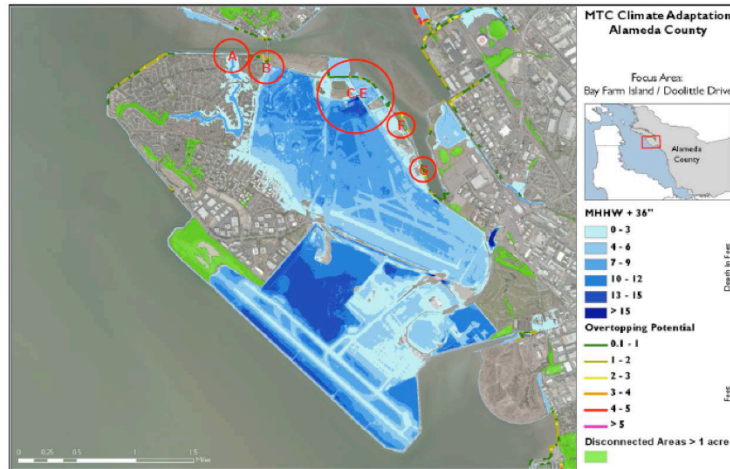 MTC Climate Adaptation
Alameda County
Focus Area:
Bay Farm Island / Doolittle Drive
Alameda
County
MHHW + 36"
0 - 3
4 - 6
7 - 9
10 - 12
13 - 15
> 15
Depth in Feet
Overtopping Potential
0.1 - 1
1 - 2
2 - 3
3 - 4
4 - 5
> 5
Feet
Disconnected Areas > 1 acre
A
B
C E
F
G
0 0.25 0.5 1 1.5
Miles